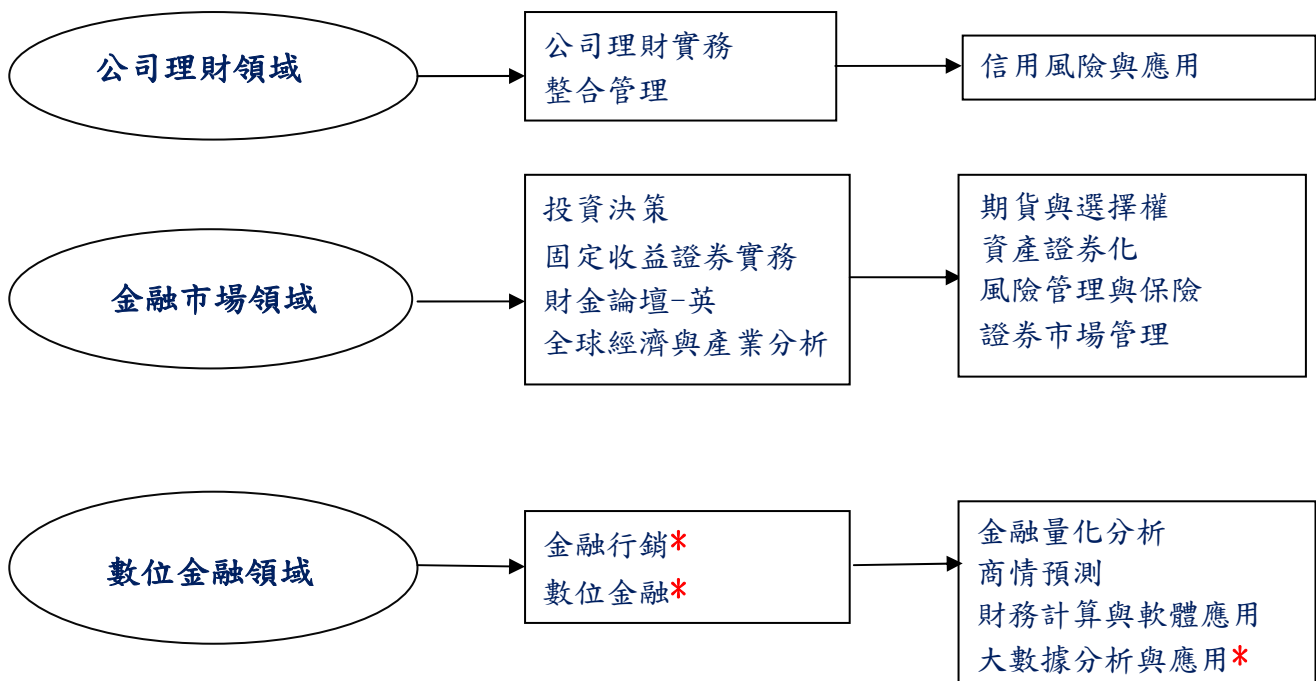 公司理財領域
公司理財實務
整合管理
信用風險與應用
金融市場領域
投資決策
固定收益證券實務
財金論壇-英
全球經濟與產業分析
期貨與選擇權
資產證券化
風險管理與保險
證券市場管理
數位金融領域
金融行銷*
數位金融*
金融量化分析
商情預測
財務計算與軟體應用
大數據分析與應用*